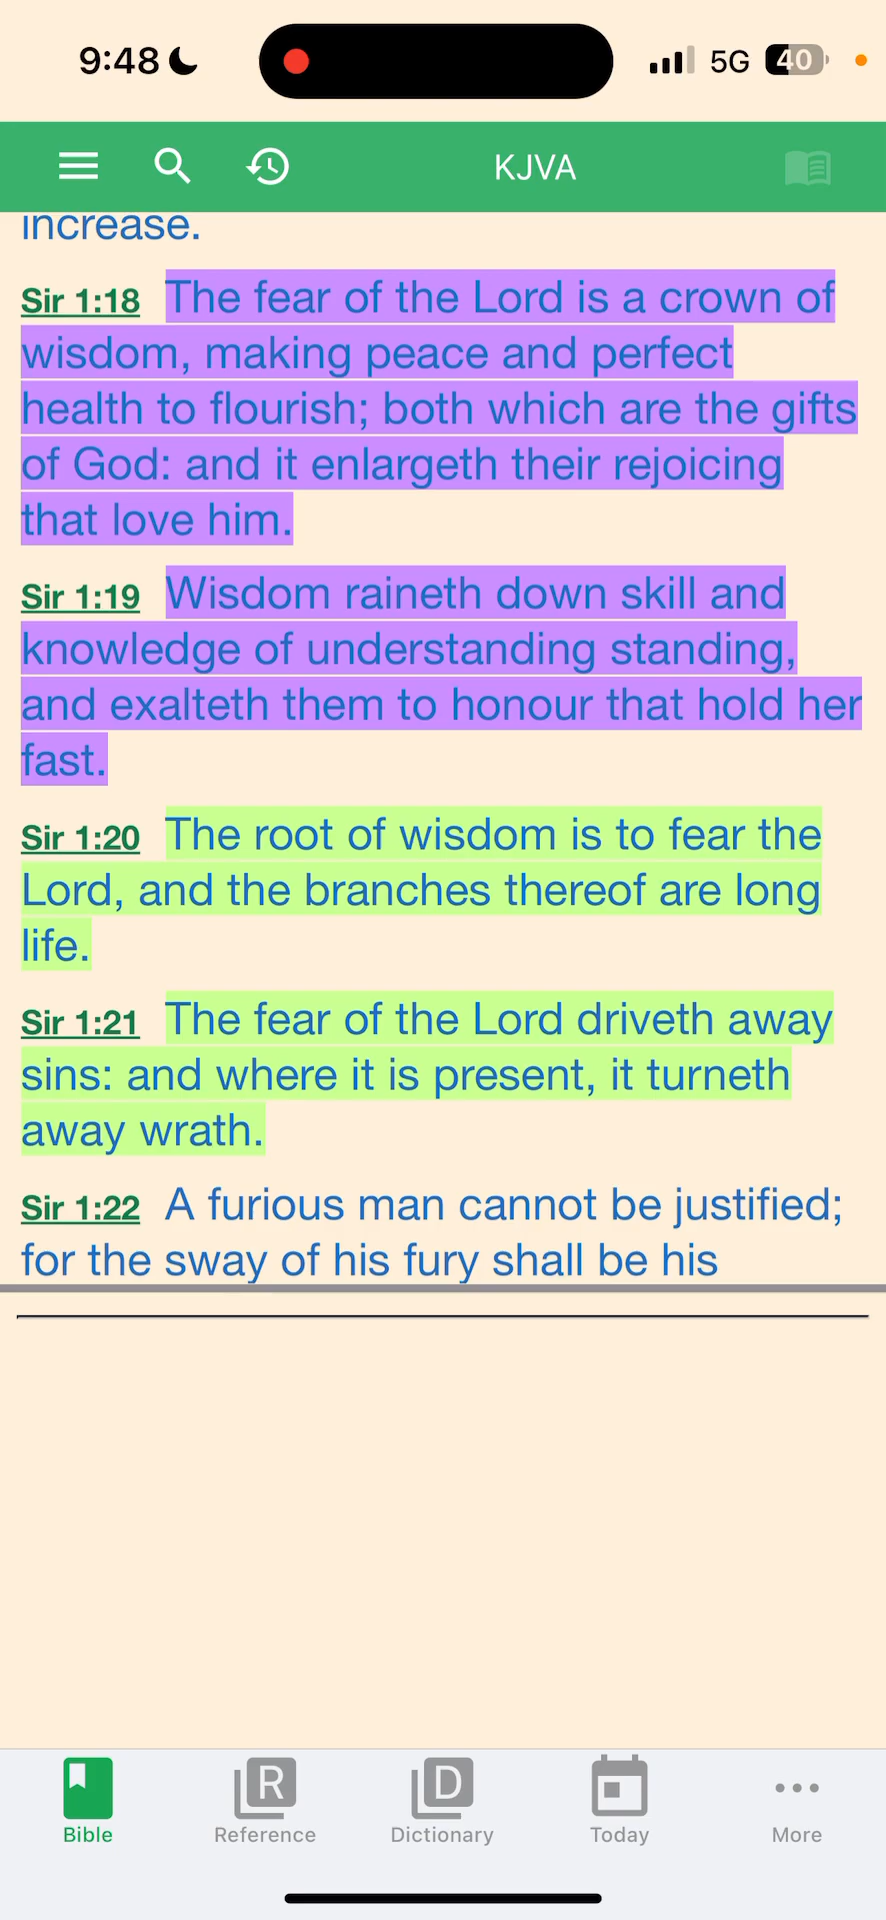 9:48
5G
40
KJVA
increase.
Sir 1:18 The fear of the Lord is a crown of
wisdom, making peace and perfect
health to flourish; both which are the gifts
of God: and it enlargeth their rejoicing
that love him.
Sir 1:19 Wisdom raineth down skill and
knowledge of understanding standing,
and exalteth them to honour that hold her
fast.
Sir 1:20 The root of wisdom is to fear the
Lord, and the branches thereof are long
life.
Sir 1:21 The fear of the Lord driveth away
sins: and where it is present, it turneth
away wrath.
Sir 1:22 A furious man cannot be justified;
for the sway of his fury shall be his
R
D
Bible
Reference
Dictionary
Today
More